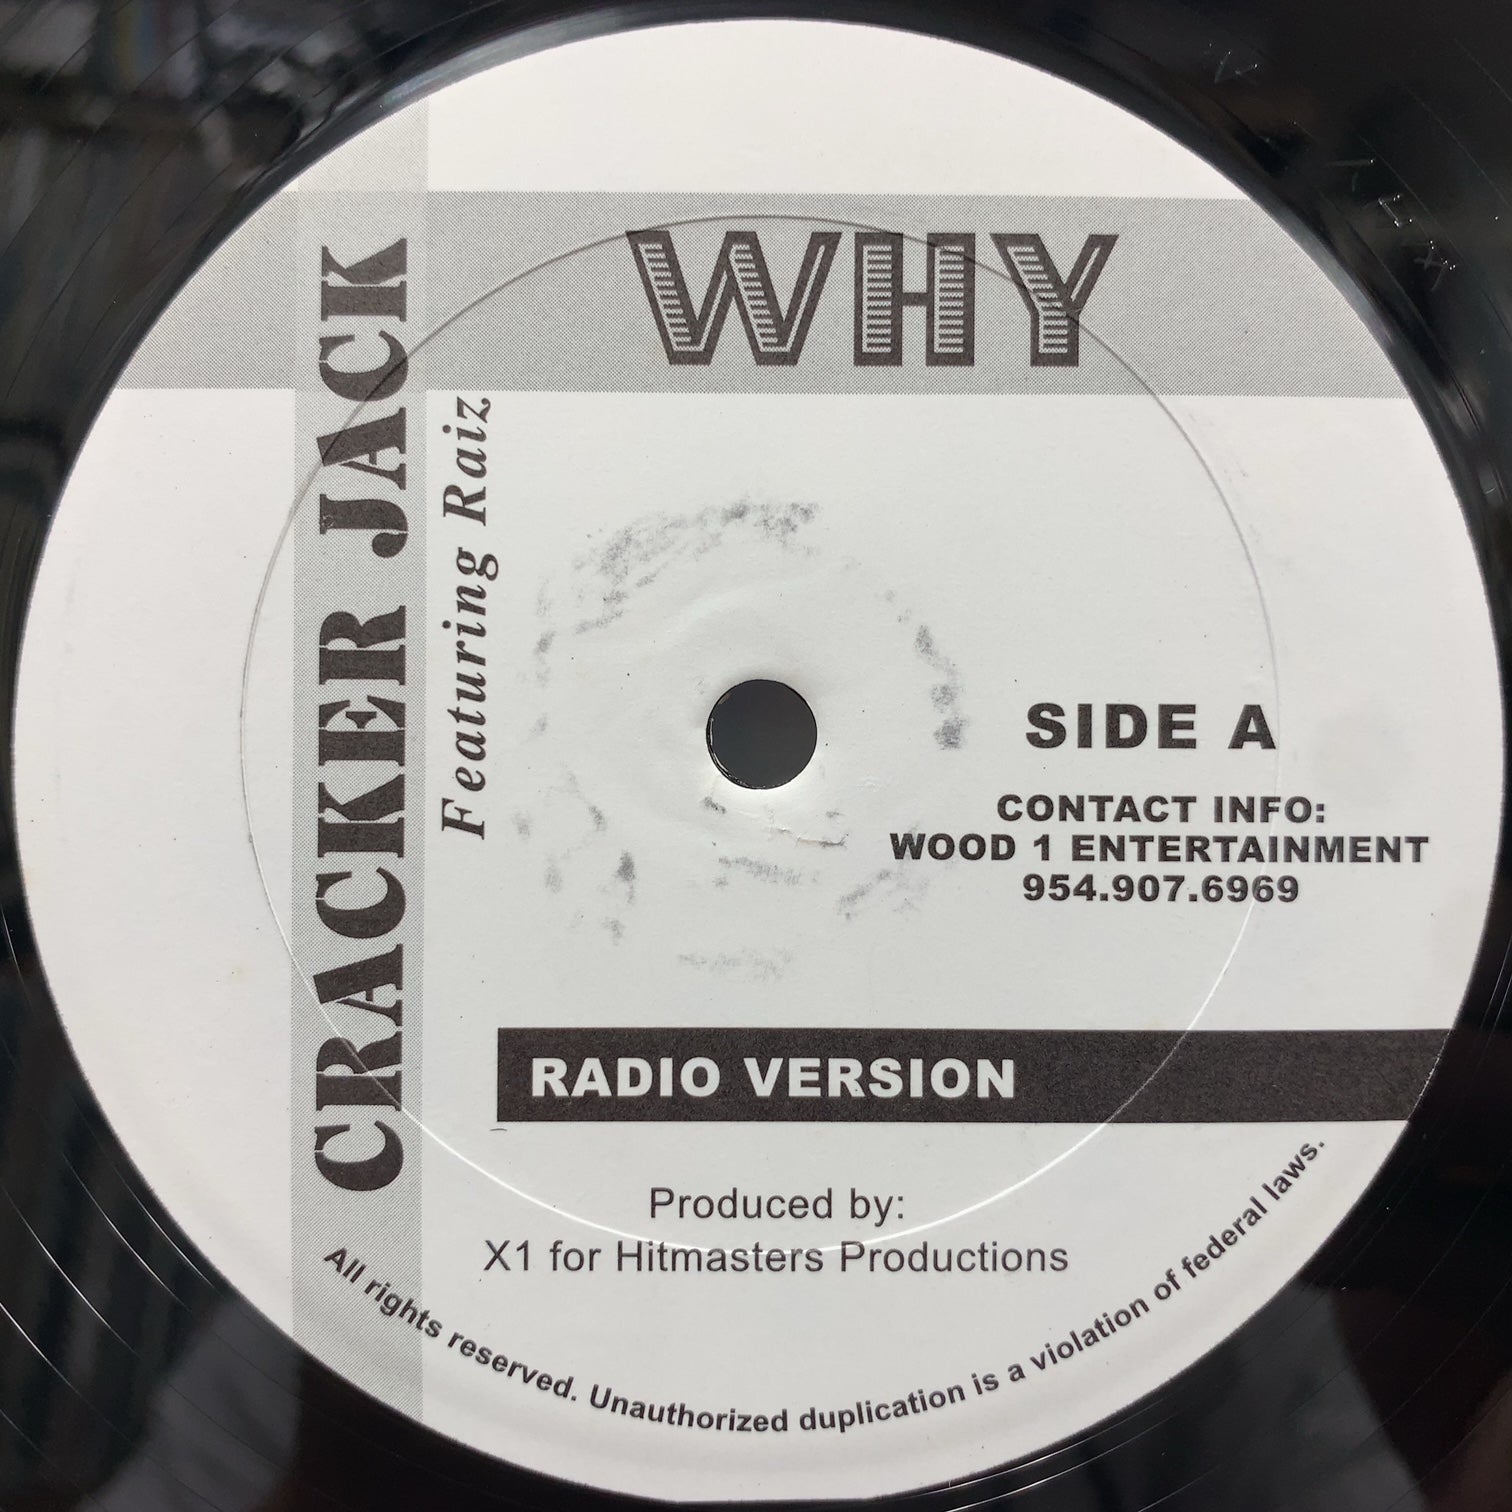 WHY
CRACKER JACK
Featuring Raiz
SIDE A
CONTACT INFO:
WOOD 1 ENTERTAINMENT
954.907.6969
RADIO VERSION
Produced by:
X1 for Hitmasters Productions
All rights reserved. Unauthorized duplication is a violation of federal laws.